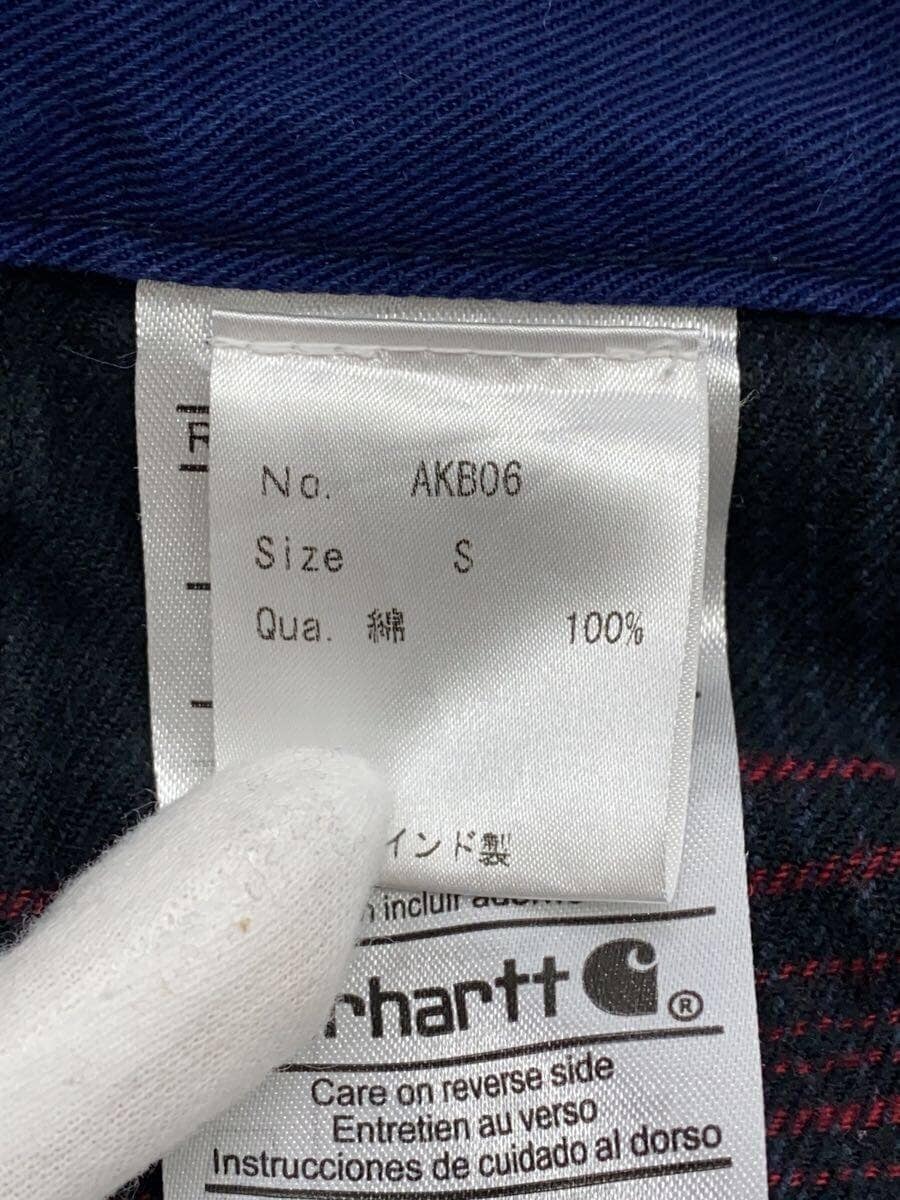 No. AKB06
Size S
Qua. 綿 100%
インド製
incluir
rhartt
®
Care on reverse side
Entretien au verso
Instrucciones de cuidado al dorso